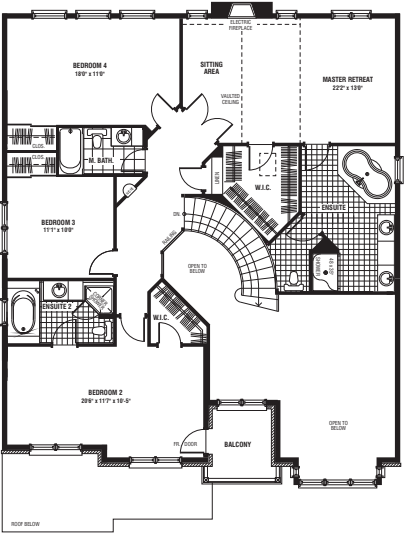 ELECTRIC
FIREPLACE
BEDROOM 4
18'0" x 11'0"
SITTING
AREA
MASTER RETREAT
22'2" x 13'0"
VAULTED
CEILING
CLOS.
CLOS.
M. BATH.
LINEN
W.I.C.
ENSUITE
BEDROOM 3
11'1" x 10'0"
DN.
RAILING
OPEN TO
BELOW
SHOWER
ENSUITE 2
W.I.C.
BEDROOM 2
20'6" x 11'7" x 10'-5"
FR. DOOR
BALCONY
OPEN TO
BELOW
ROOF BELOW